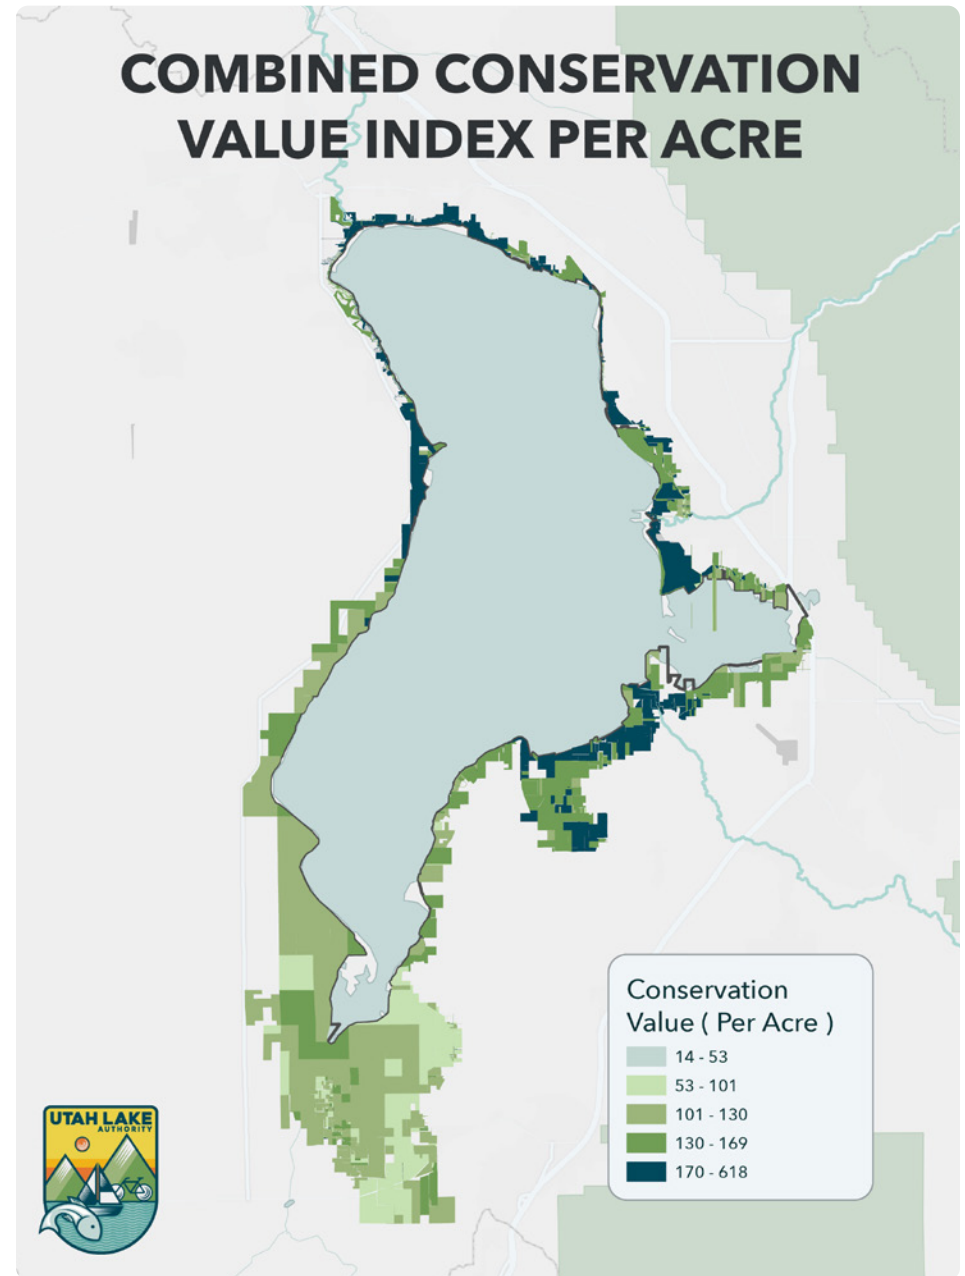 COMBINED CONSERVATION
VALUE INDEX PER ACRE
Conservation
Value ( Per Acre )
14 - 53
53 - 101
101 - 130
130 - 169
170 - 618
UTAH LAKE
AUTHORITY